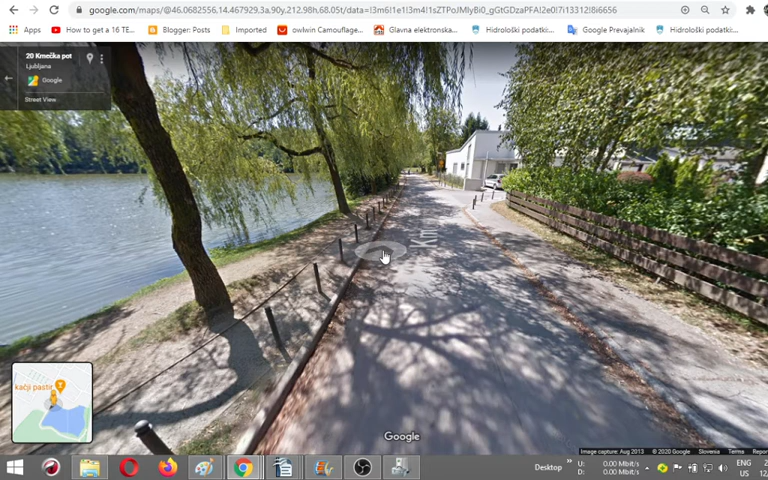 google.com/maps/@46.0682556,14.467929,3a,90y,212.98h,68.05t/data=!3m6!1e1!3m4!1sZTPoJMlyBi0_gGtGDzaPFA!2e0!7i13312!8i6656
Apps
How to get a 16 TE...
Blogger: Posts
Imported
owlwin Camouflage...
Glavna elektronska...
Hidrološki podatki:...
Google Prevajalnik
Hidrološki podatki:...
20 Kmečka pot
Ljubljana
Google
Street View
Km
kačji pastir
Google
Image capture: Aug 2013 © 2020 Google Slovenia Terms
Desktop
U: 0.00 Mbit/s
D: 0.00 Mbit/s
ENG
US